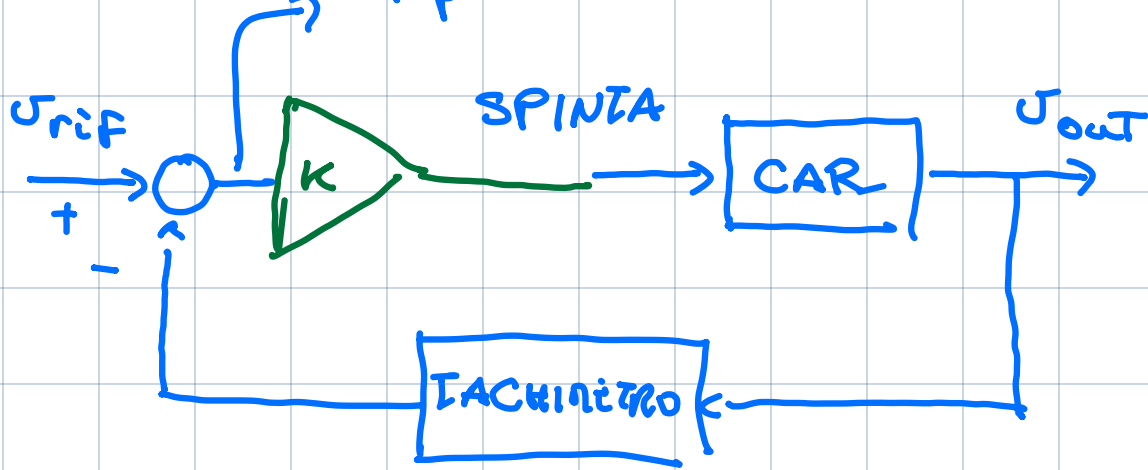 SPINTA
Vrif
Vout
+
K
CAR
-
TACHIMETRO